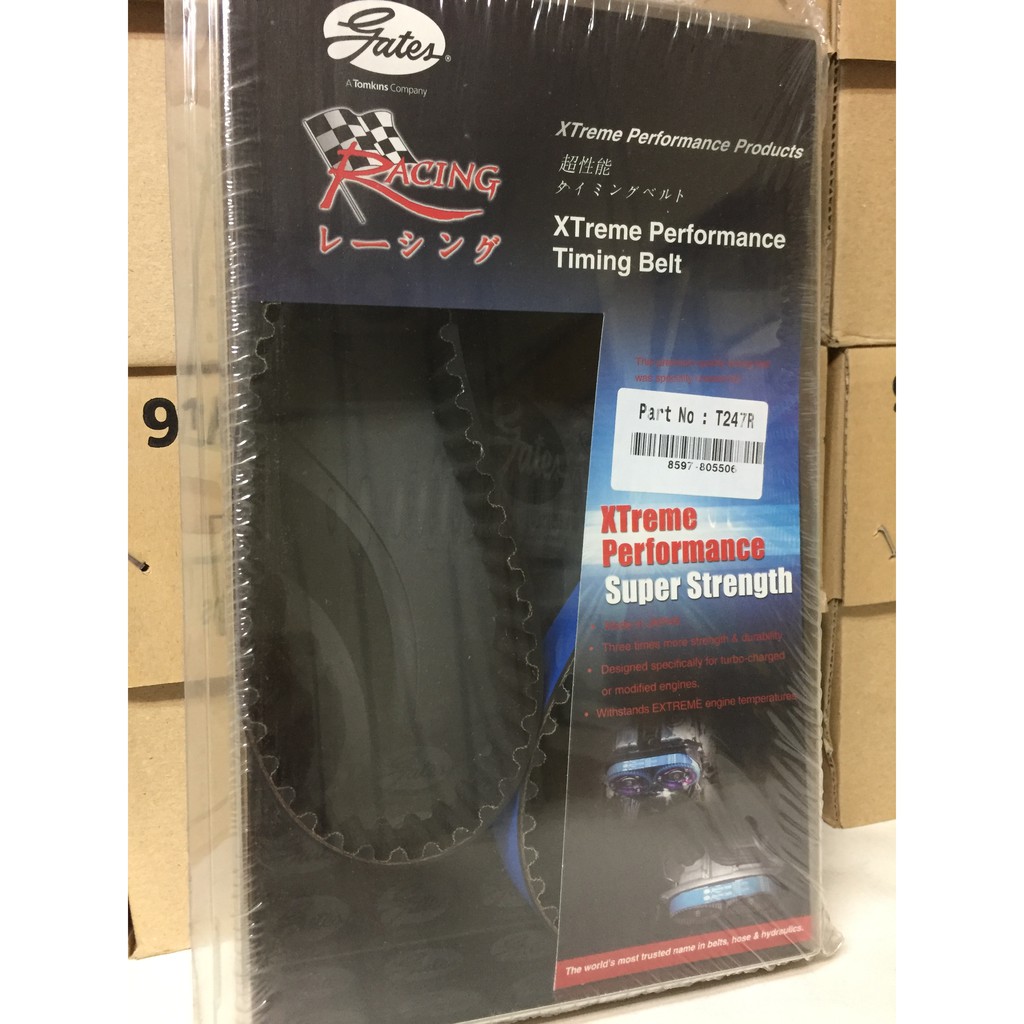 Gates®
A Tomkins Company
RACING
レーシング
XTreme Performance Products
超性能
タイミングベルト
XTreme Performance
Timing Belt
9
Part No : T247R
8597-805506
XTreme
Performance
Super Strength
• Three times more strength & durability
• Designed specifically for turbo-charged
or modified engines.
• Withstands EXTREME engine temperatures
The world's most trusted name in belts, hose & hydraulics.